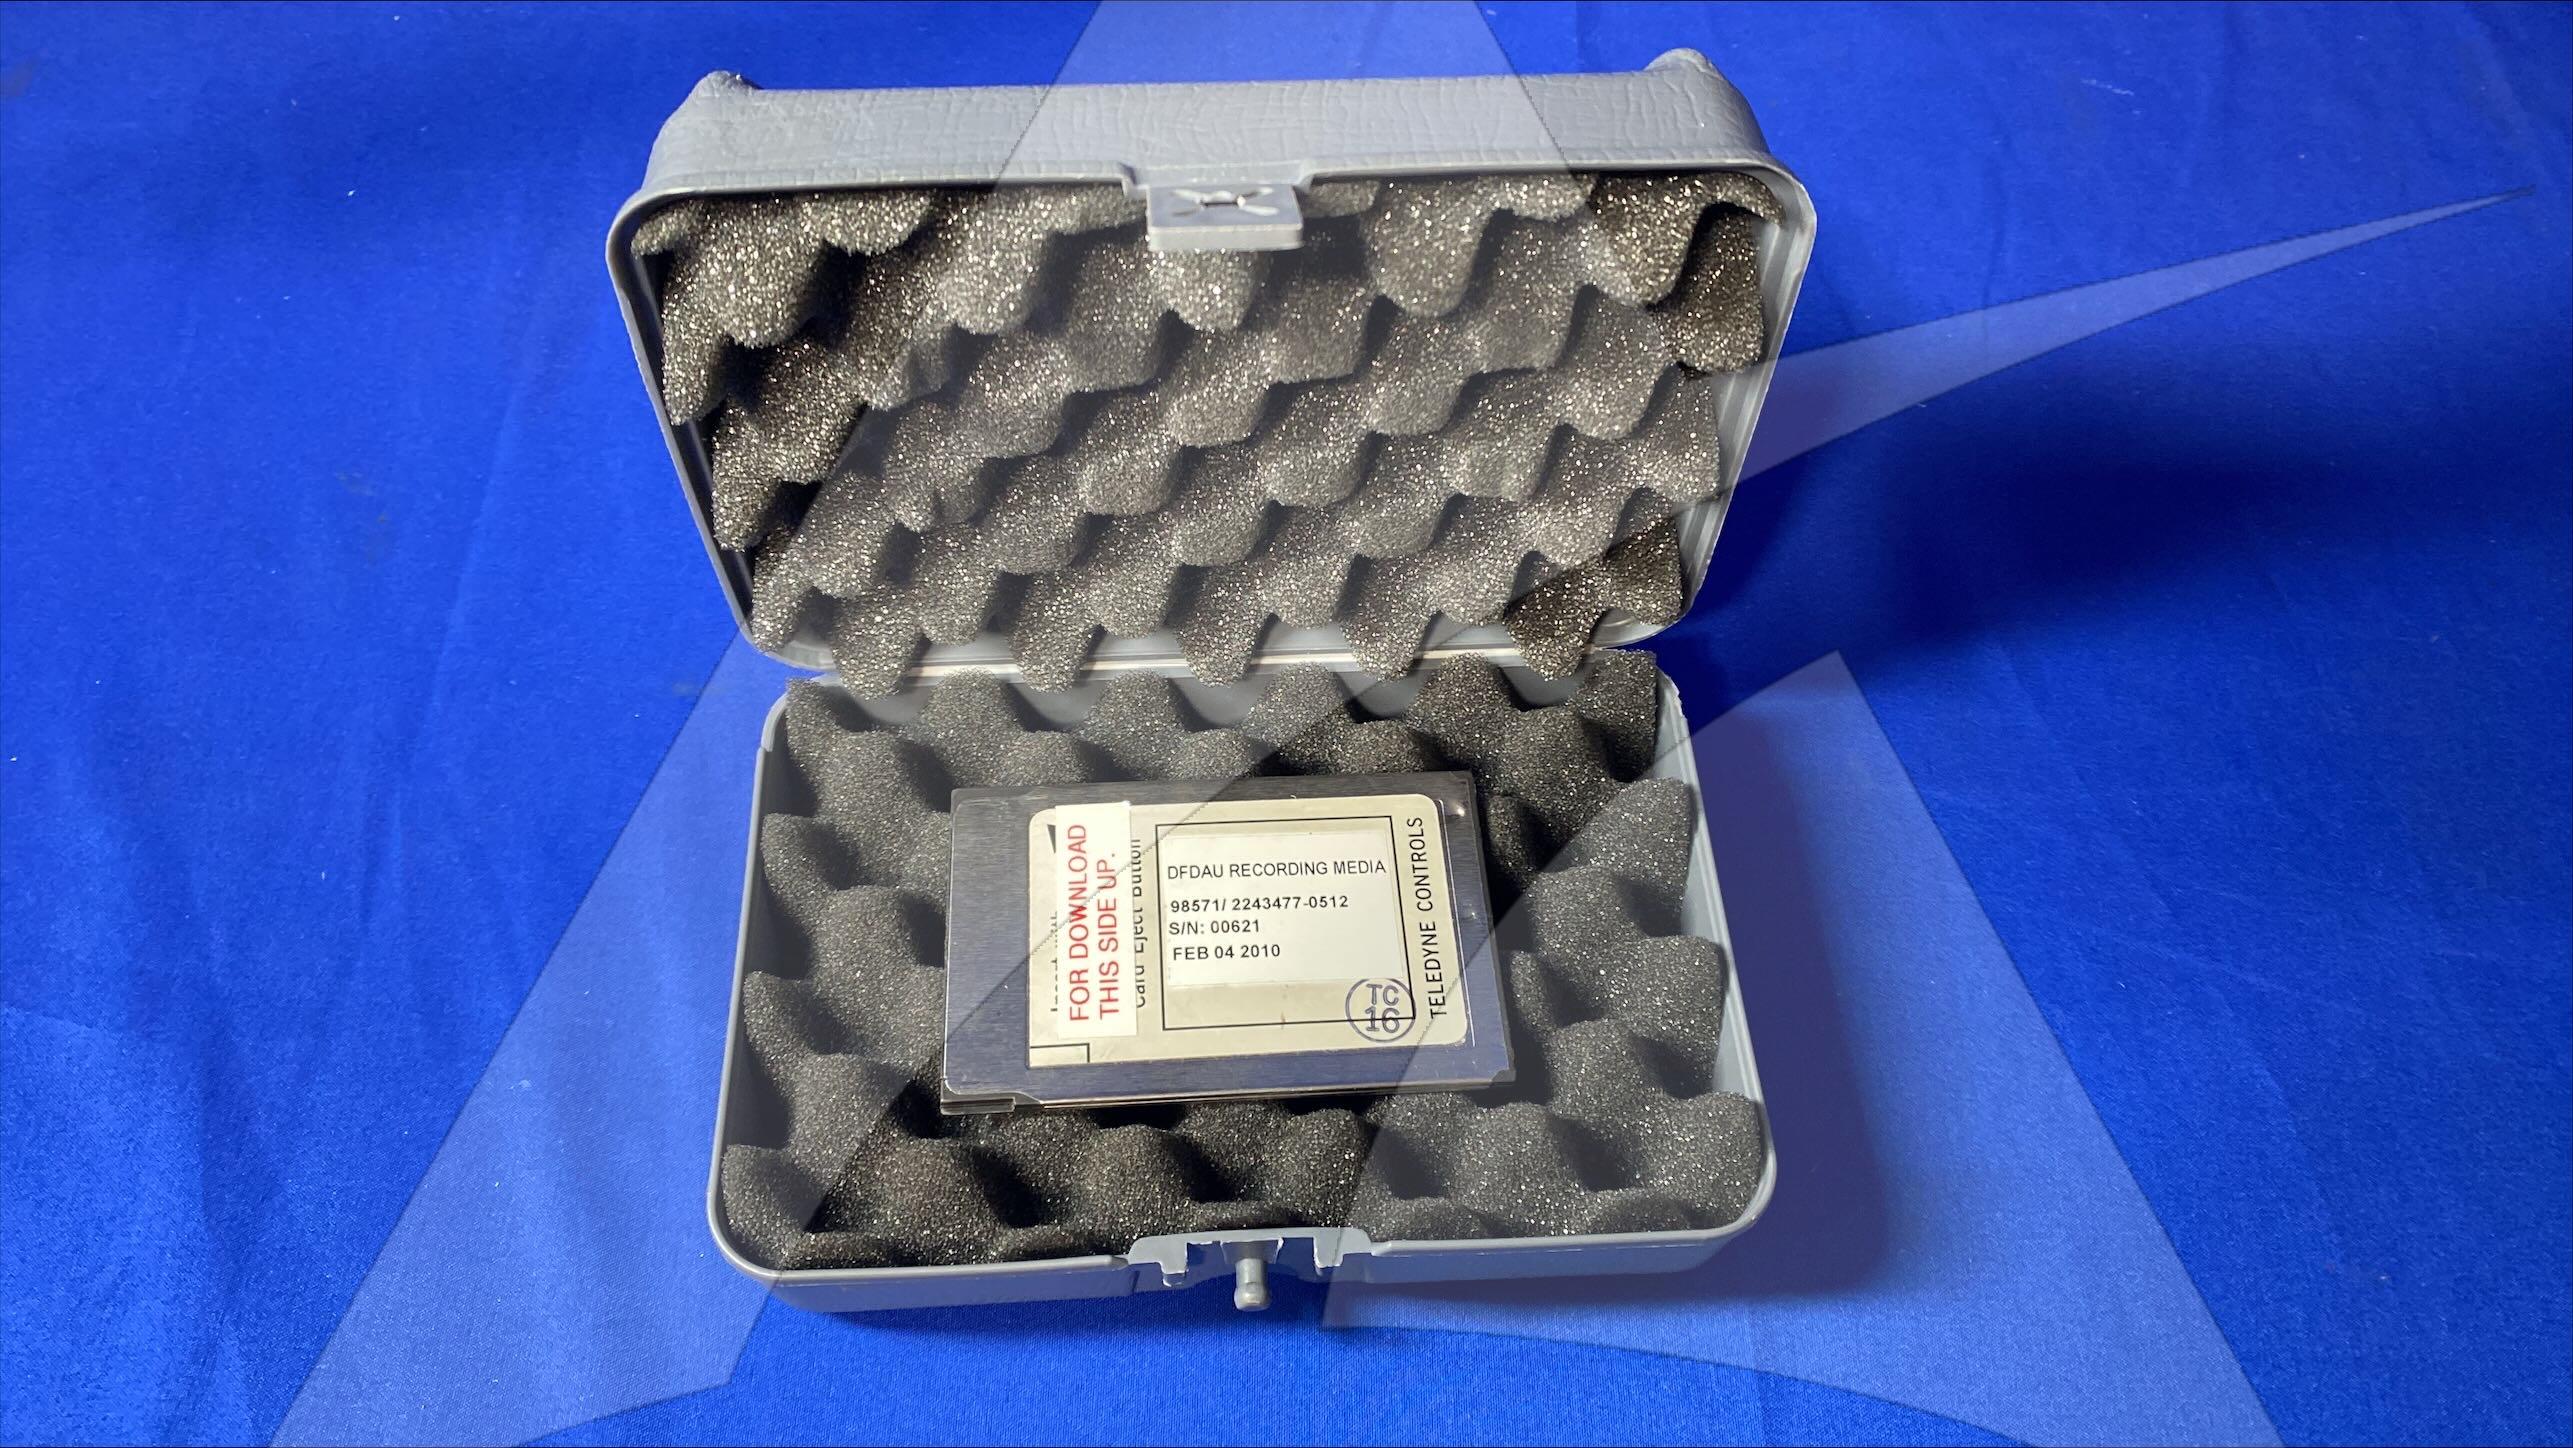 FOR DOWNLOAD
THIS SIDE UP.
Card Eject Button
DFDAU RECORDING MEDIA
98571/ 2243477-0512
S/N: 00621
FEB 04 2010
TC
16
TELEDYNE CONTROLS